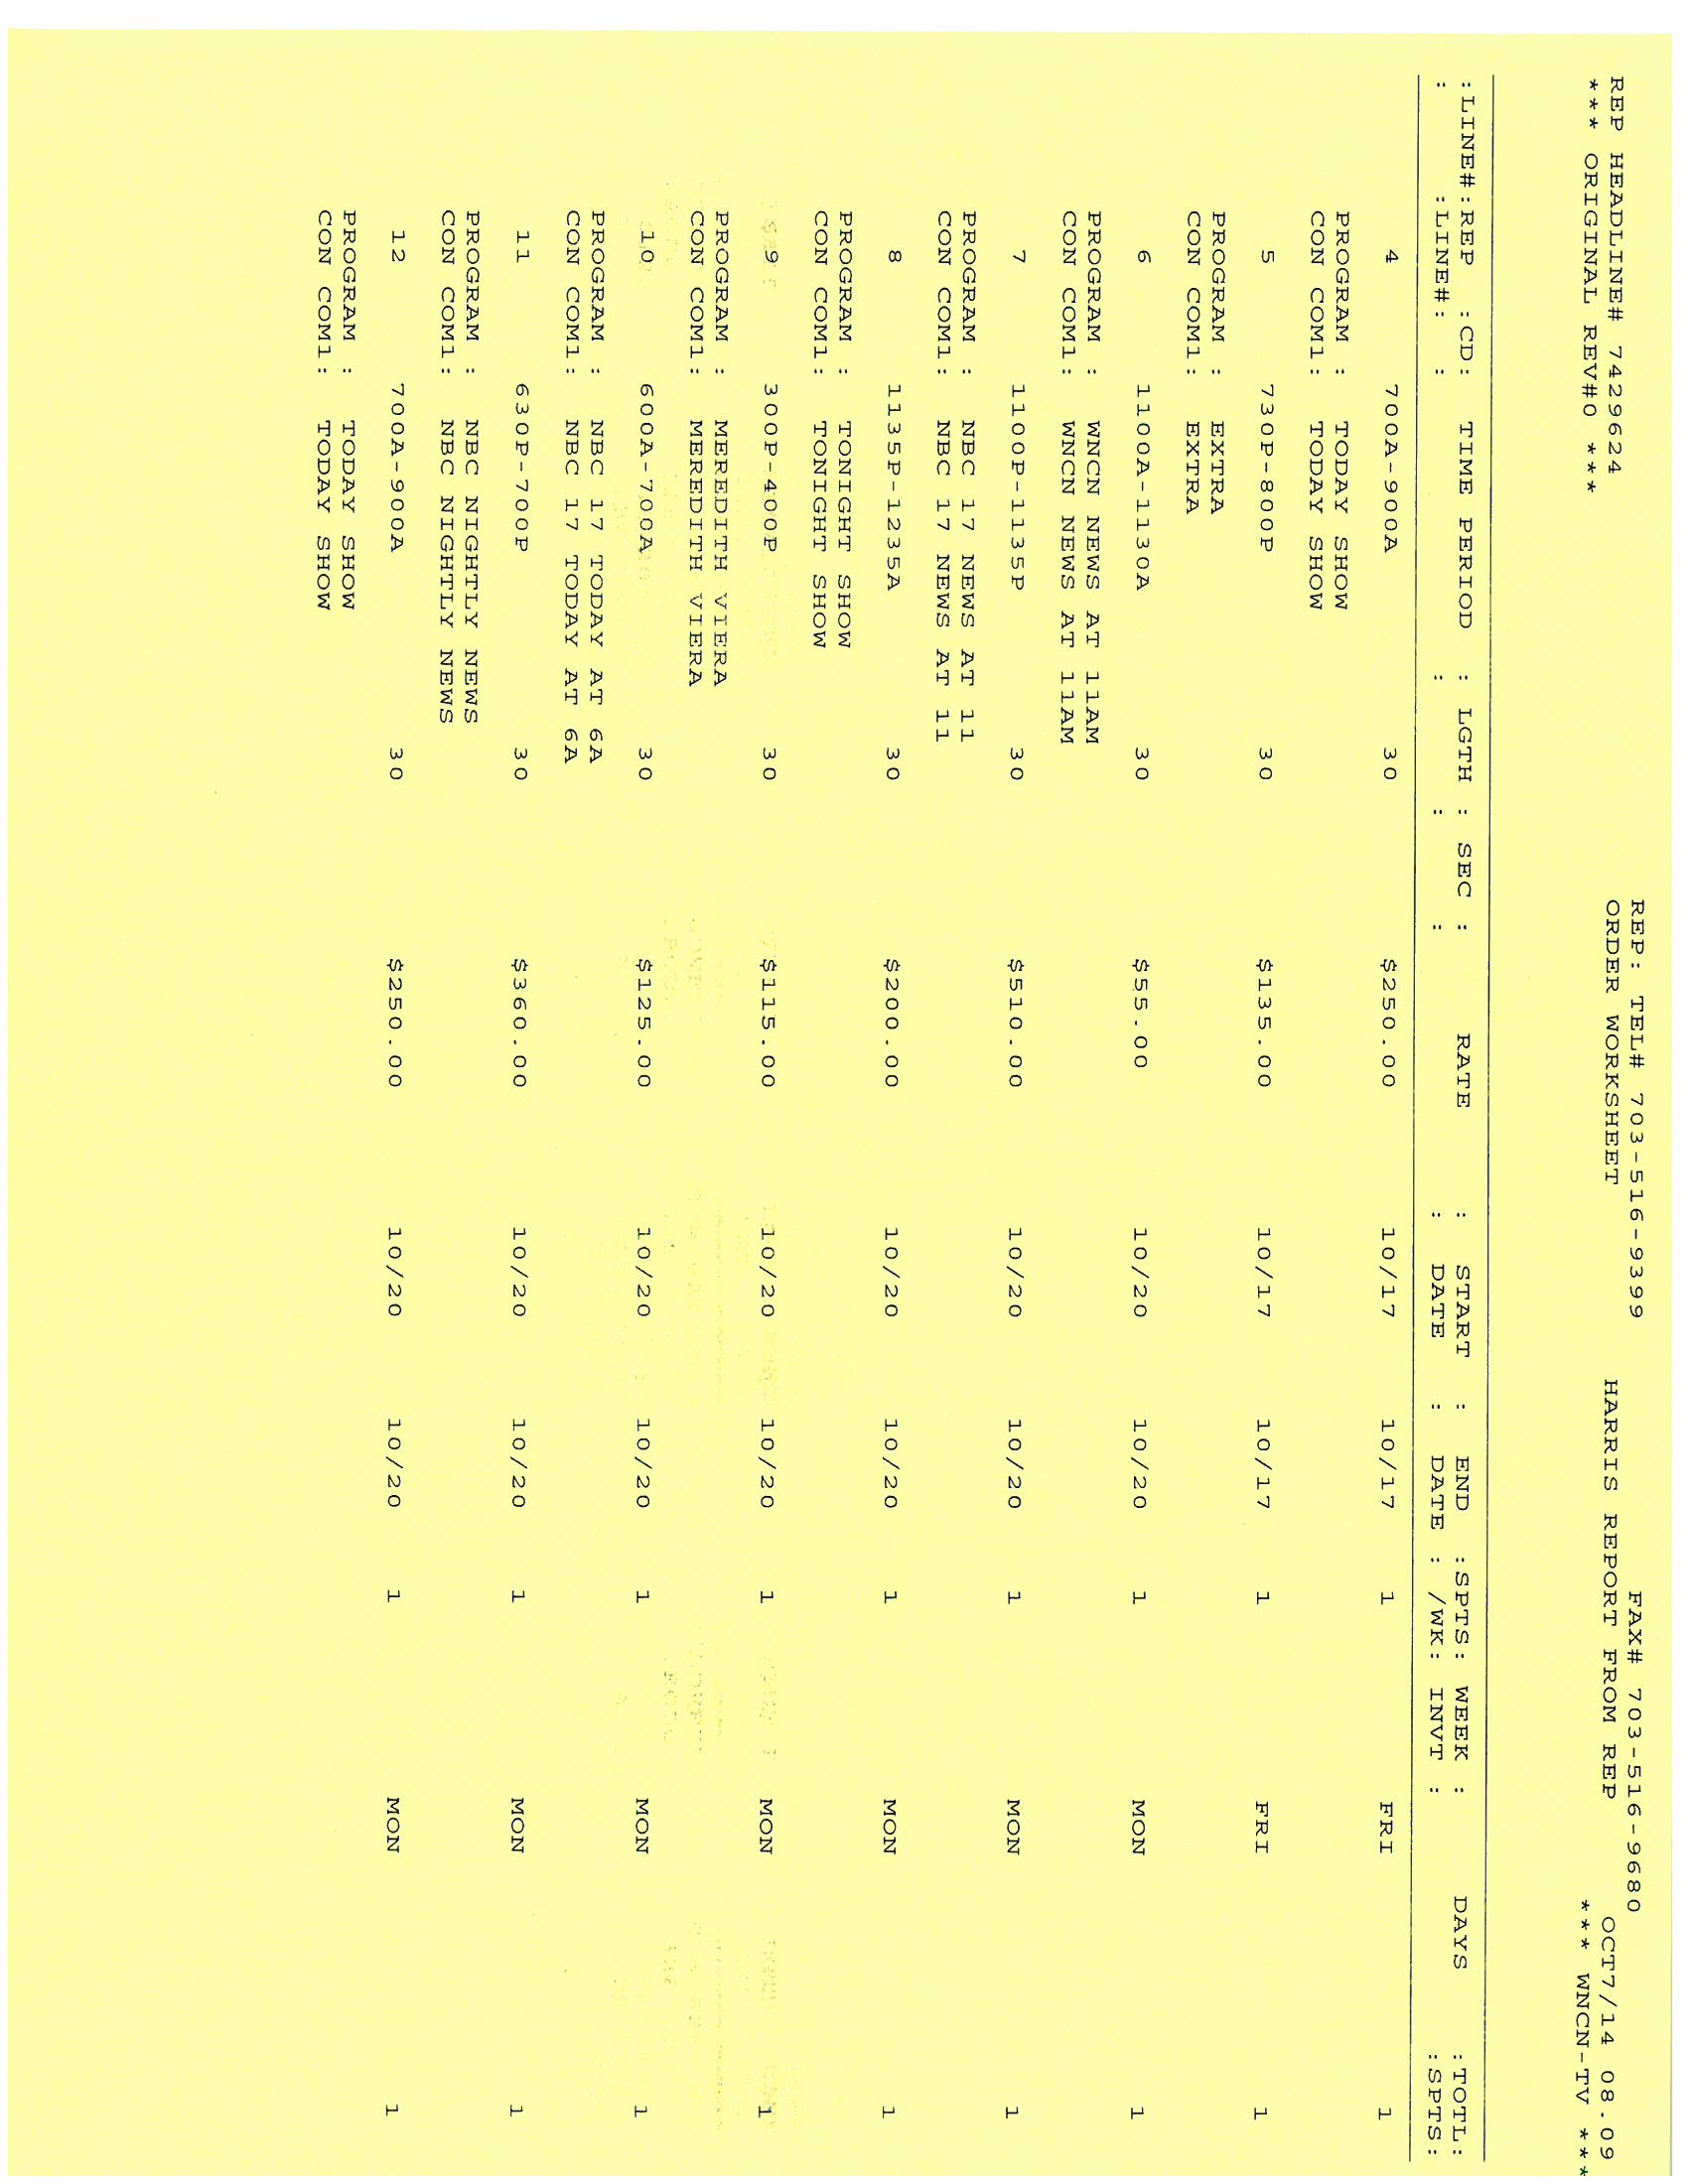 REP: TEL# 703-516-9399 FAX# 703-516-9680
REP HEADLINE# 7429624 ORDER WORKSHEET HARRIS REPORT FROM REP OCT7/14 08.09
*** ORIGINAL REV#0 *** *** WNCN-TV ***
:LINE#:REP :CD: TIME PERIOD : LGTH : SEC : RATE : START : END :SPTS: WEEK : DAYS :TOTL:
: :LINE#: : : : : : DATE : DATE : /WK: INVT : :SPTS:
4 700A-900A 30 $250.00 10/17 10/17 1 FRI 1
PROGRAM : TODAY SHOW
CON COM1: TODAY SHOW
5 730P-800P 30 $135.00 10/17 10/17 1 FRI 1
PROGRAM : EXTRA
CON COM1: EXTRA
6 1100A-1130A 30 $55.00 10/20 10/20 1 MON 1
PROGRAM : WNCN NEWS AT 11AM
CON COM1: WNCN NEWS AT 11AM
7 1100P-1135P 30 $510.00 10/20 10/20 1 MON 1
PROGRAM : NBC 17 NEWS AT 11
CON COM1: NBC 17 NEWS AT 11
8 1135P-1235A 30 $200.00 10/20 10/20 1 MON 1
PROGRAM : TONIGHT SHOW
CON COM1: TONIGHT SHOW
9 300P-400P 30 $115.00 10/20 10/20 1 MON 1
PROGRAM : MEREDITH VIERA
CON COM1: MEREDITH VIERA
10 600A-700A 30 $125.00 10/20 10/20 1 MON 1
PROGRAM : NBC 17 TODAY AT 6A
CON COM1: NBC 17 TODAY AT 6A
11 630P-700P 30 $360.00 10/20 10/20 1 MON 1
PROGRAM : NBC NIGHTLY NEWS
CON COM1: NBC NIGHTLY NEWS
12 700A-900A 30 $250.00 10/20 10/20 1 MON 1
PROGRAM : TODAY SHOW
CON COM1: TODAY SHOW